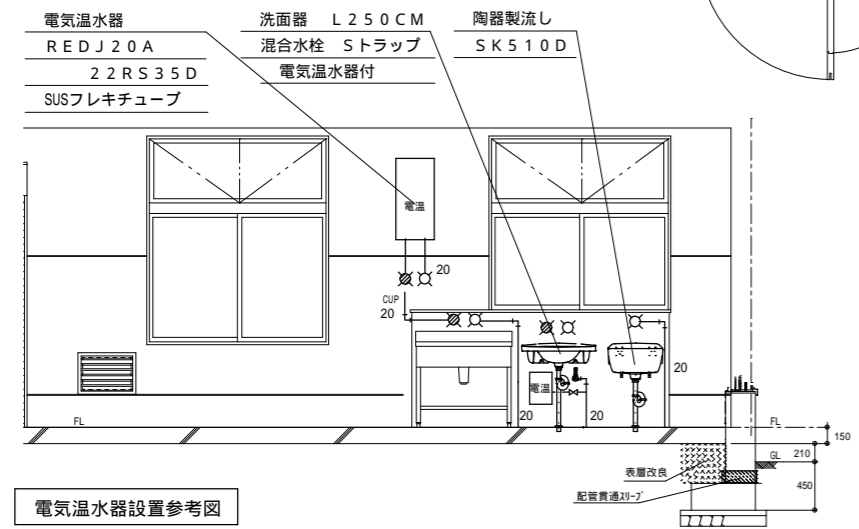 電気温水器
REDJ20A
22RS35D
SUSフレキチューブ
洗面器 L250CM
混合水栓 Sトラップ
電気温水器付
陶器製流し
SK510D
電温
20
CUP
20
20
電温
20
20
FL
FL
150
GL
210
表層改良
450
配管貫通スリーブ
電気温水器設置参考図